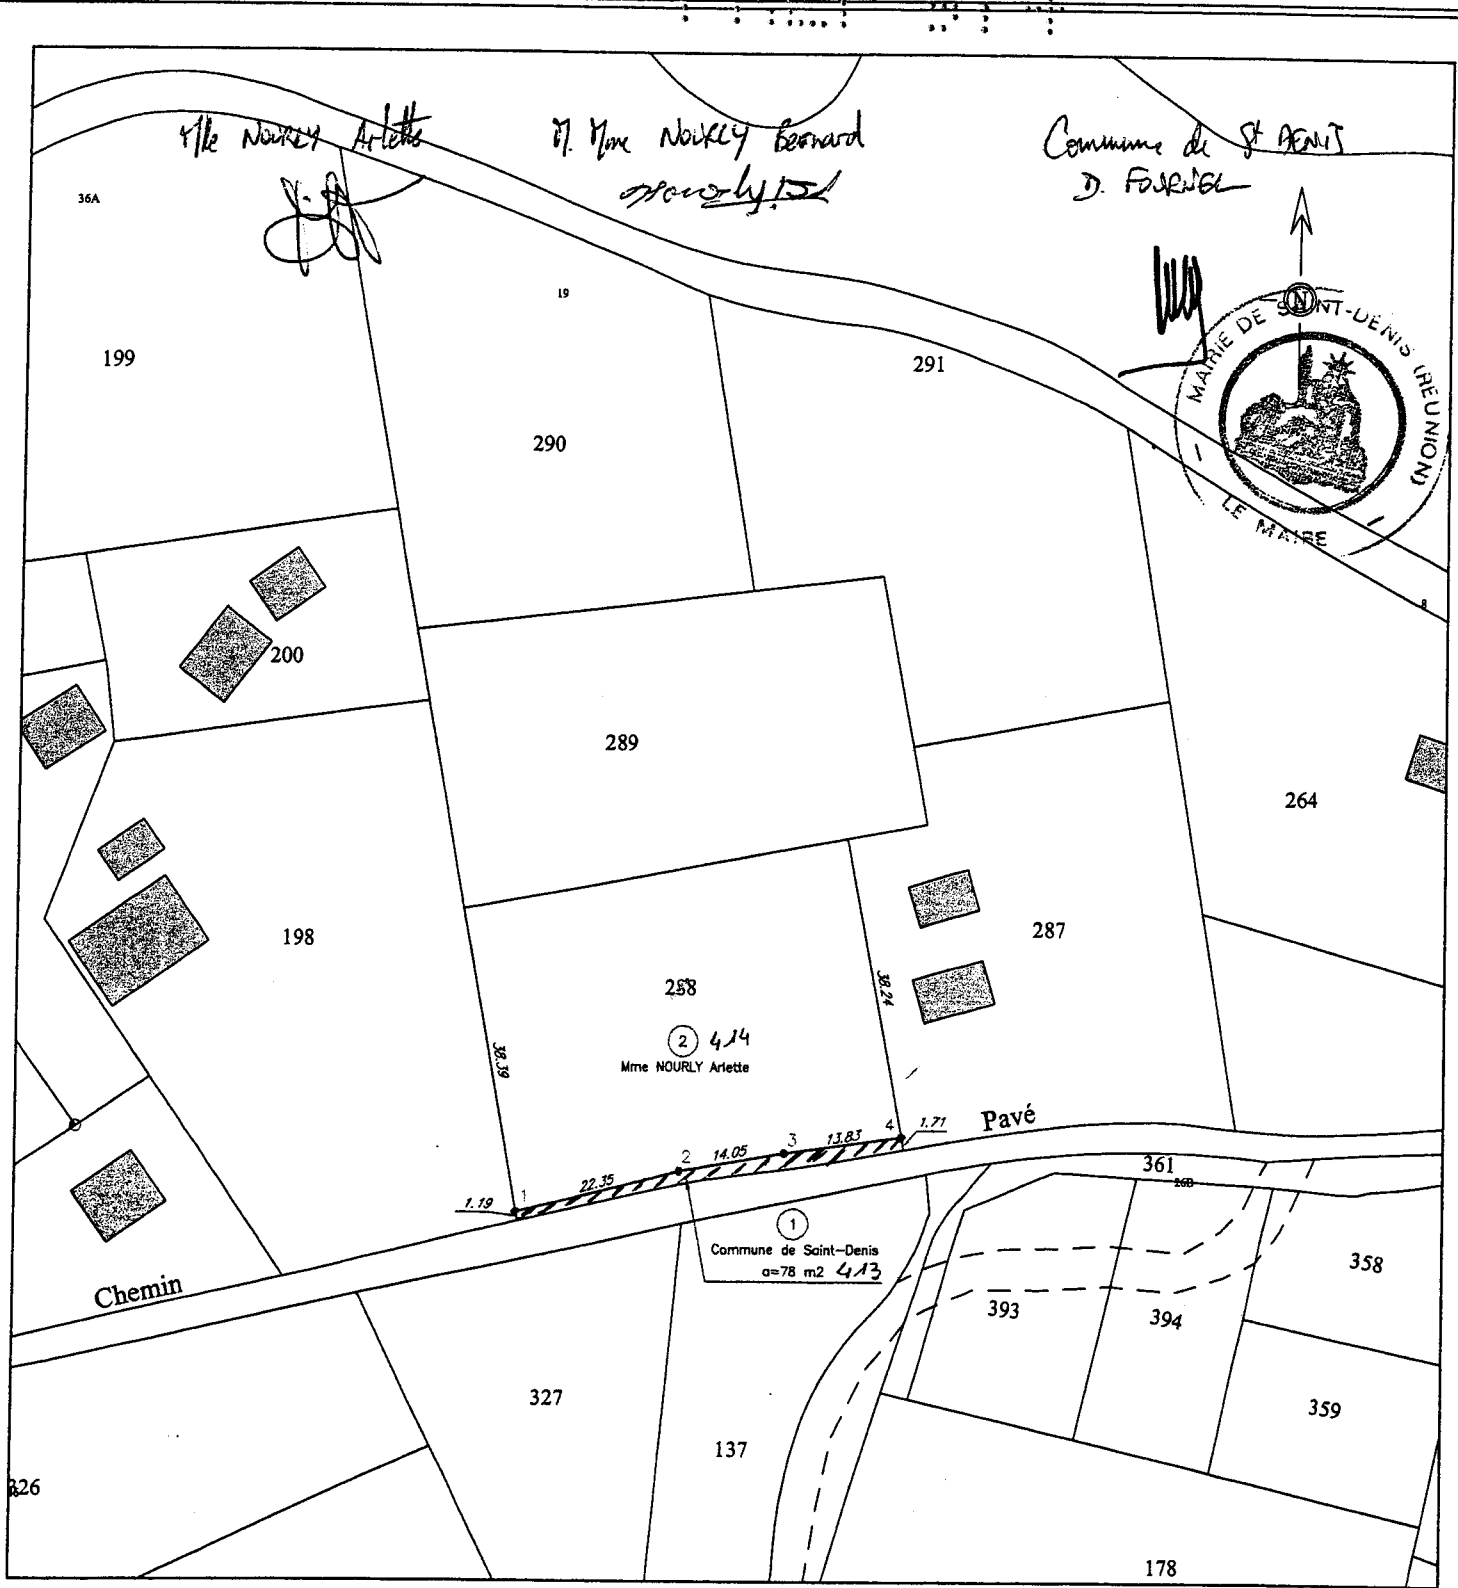 Mlle NOURLY Arlette
M. Mme NOURLY Bernard
Commune de St DENIS
D. FOURNEL
36A
N
MAIRIE DE SAINT-DENIS (REUNION)
LE MAIRE
19
199
291
290
8
200
289
264
198
287
288
38.24
2 414
Mme NOURLY Arlette
38.39
Pavé
4
1.71
13.83
3
14.05
2
22.35
1
1.19
361
26B
1
Commune de Saint-Denis
a=78 m2 413
Chemin
358
393
394
327
359
137
326
178